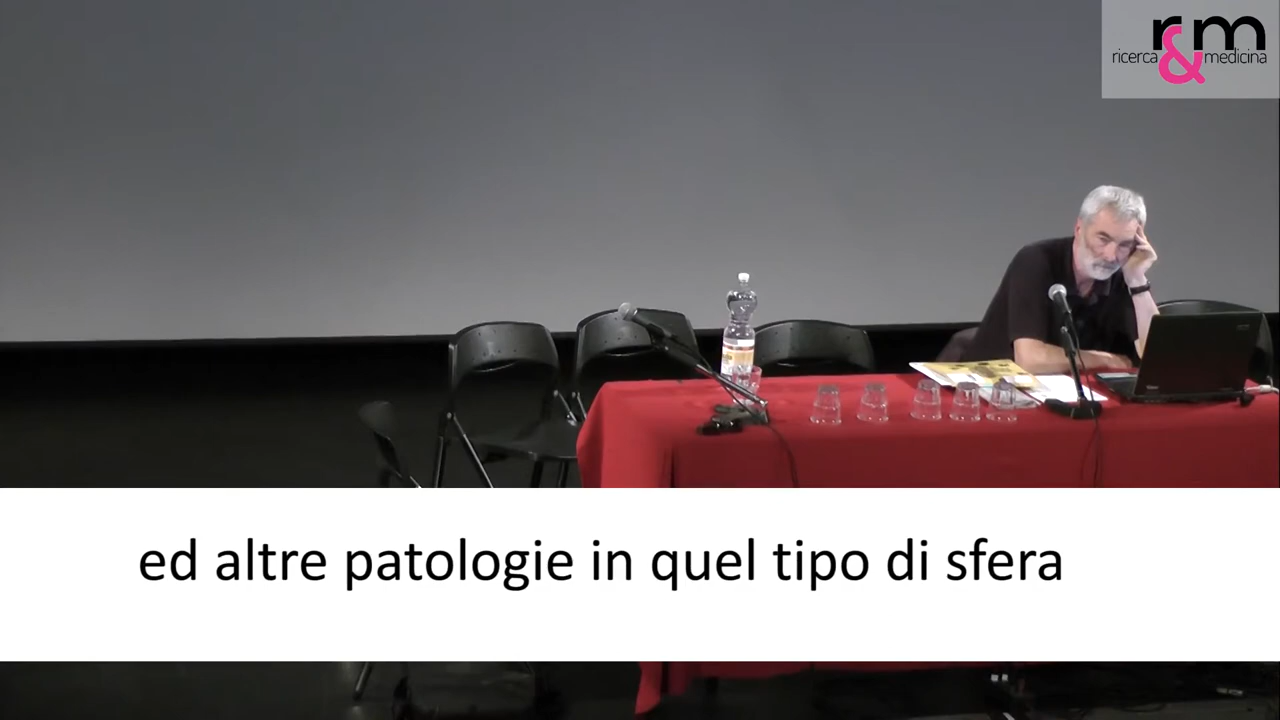 r&m
ricerca medicina
ed altre patologie in quel tipo di sfera